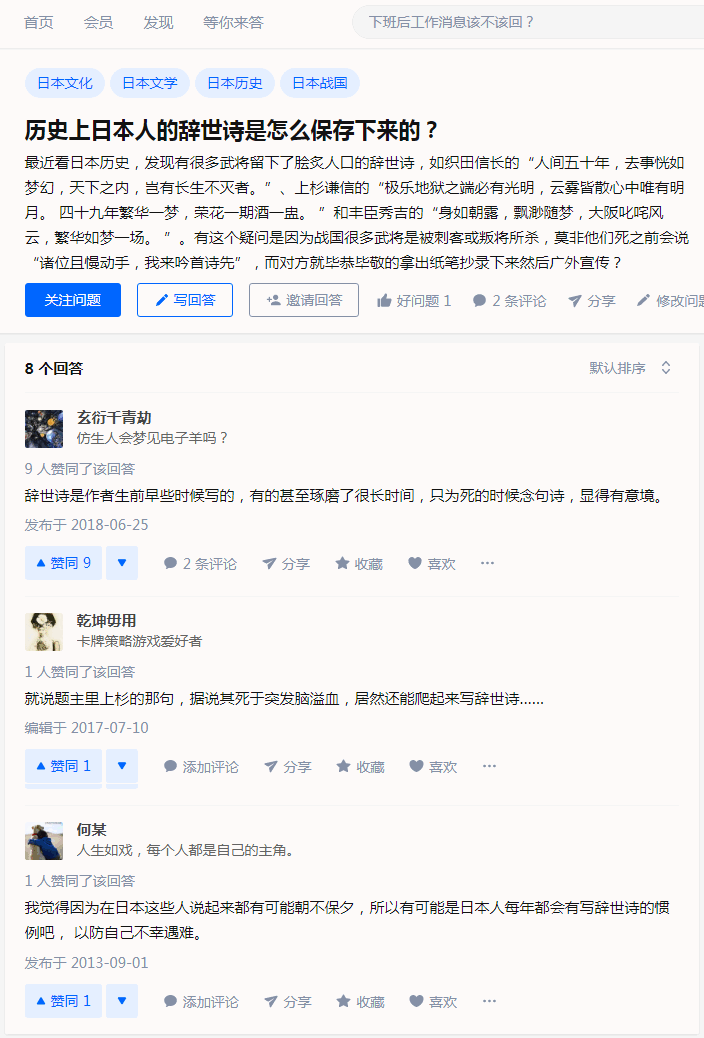 首页 会员 发现 等你来答 下班后工作消息该不该回？
日本文化 日本文学 日本历史 日本战国
历史上日本人的辞世诗是怎么保存下来的？
最近看日本历史，发现有很多武将留下了脍炙人口的辞世诗，如织田信长的“人间五十年，去事恍如
梦幻，天下之内，岂有长生不灭者。”、上杉谦信的“极乐地狱之端必有光明，云雾皆散心中唯有明
月。 四十九年繁华一梦，荣花一期酒一盅。 ”和丰臣秀吉的“身如朝露，飘渺随梦，大阪叱咤风
云，繁华如梦一场。 ”。有这个疑问是因为战国很多武将是被刺客或叛将所杀，莫非他们死之前会说
“诸位且慢动手，我来吟首诗先”，而对方就毕恭毕敬的拿出纸笔抄录下来然后广外宣传？
关注问题 写回答 邀请回答 好问题 1 2 条评论 分享 修改问题
8 个回答 默认排序
玄衍千青劫
仿生人会梦见电子羊吗？
9 人赞同了该回答
辞世诗是作者生前早些时候写的，有的甚至琢磨了很长时间，只为死的时候念句诗，显得有意境。
发布于 2018-06-25
赞同 9 2 条评论 分享 收藏 喜欢 ···
乾坤毋用
卡牌策略游戏爱好者
1 人赞同了该回答
就说题主里上杉的那句，据说其死于突发脑溢血，居然还能爬起来写辞世诗......
编辑于 2017-07-10
赞同 1 添加评论 分享 收藏 喜欢 ···
何某
人生如戏，每个人都是自己的主角。
1 人赞同了该回答
我觉得因为在日本这些人说起来都有可能朝不保夕，所以有可能是日本人每年都会有写辞世诗的惯
例吧， 以防自己不幸遇难。
发布于 2013-09-01
赞同 1 添加评论 分享 收藏 喜欢 ···